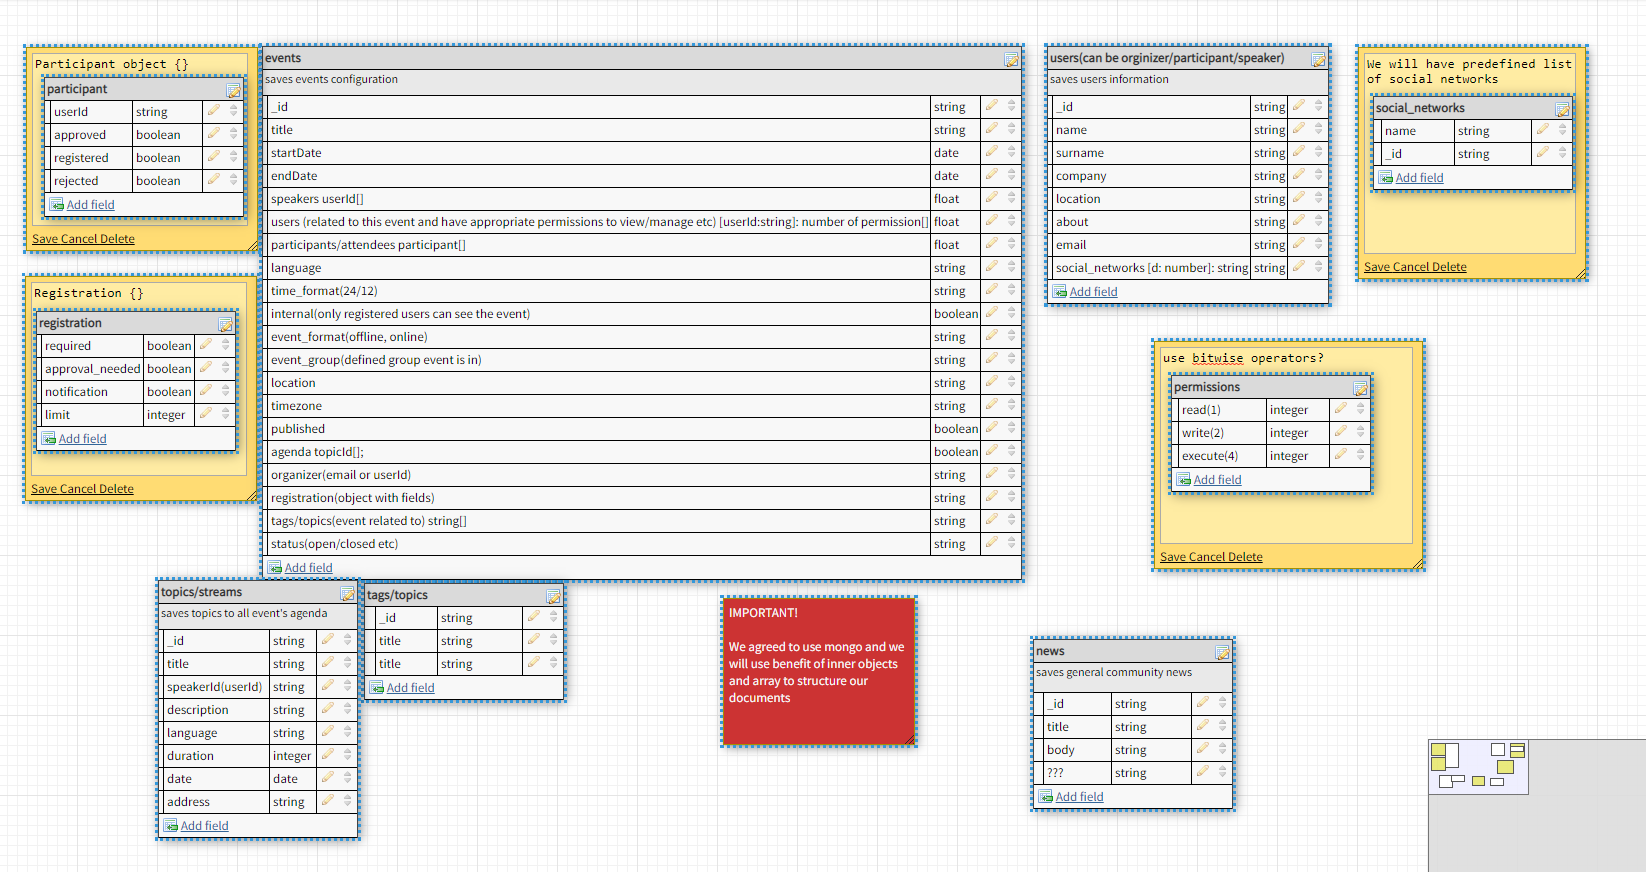 Participant object {}
participant
userId string
approved boolean
registered boolean
rejected boolean
Add field
Save Cancel Delete
Registration {}
registration
required boolean
approval_needed boolean
notification boolean
limit integer
Add field
Save Cancel Delete
events
saves events configuration
_id string
title string
startDate date
endDate date
speakers userId[] float
users (related to this event and have appropriate permissions to view/manage etc) [userId:string]: number of permission[] float
participants/attendees participant[] float
language string
time_format(24/12) string
internal(only registered users can see the event) boolean
event_format(offline, online) string
event_group(defined group event is in) string
location string
timezone string
published boolean
agenda topicId[]; boolean
organizer(email or userId) string
registration(object with fields) string
tags/topics(event related to) string[] string
status(open/closed etc) string
Add field
users(can be orginizer/participant/speaker)
saves users information
_id string
name string
surname string
company string
location string
about string
email string
social_networks [d: number]: string string
Add field
We will have predefined list
of social networks
social_networks
name string
_id string
Add field
Save Cancel Delete
use bitwise operators?
permissions
read(1) integer
write(2) integer
execute(4) integer
Add field
Save Cancel Delete
topics/streams
saves topics to all event's agenda
_id string
title string
speakerId(userId) string
description string
language string
duration integer
date date
address string
Add field
tags/topics
_id string
title string
title string
Add field
IMPORTANT!
We agreed to use mongo and we
will use benefit of inner objects
and array to structure our
documents
news
saves general community news
_id string
title string
body string
??? string
Add field